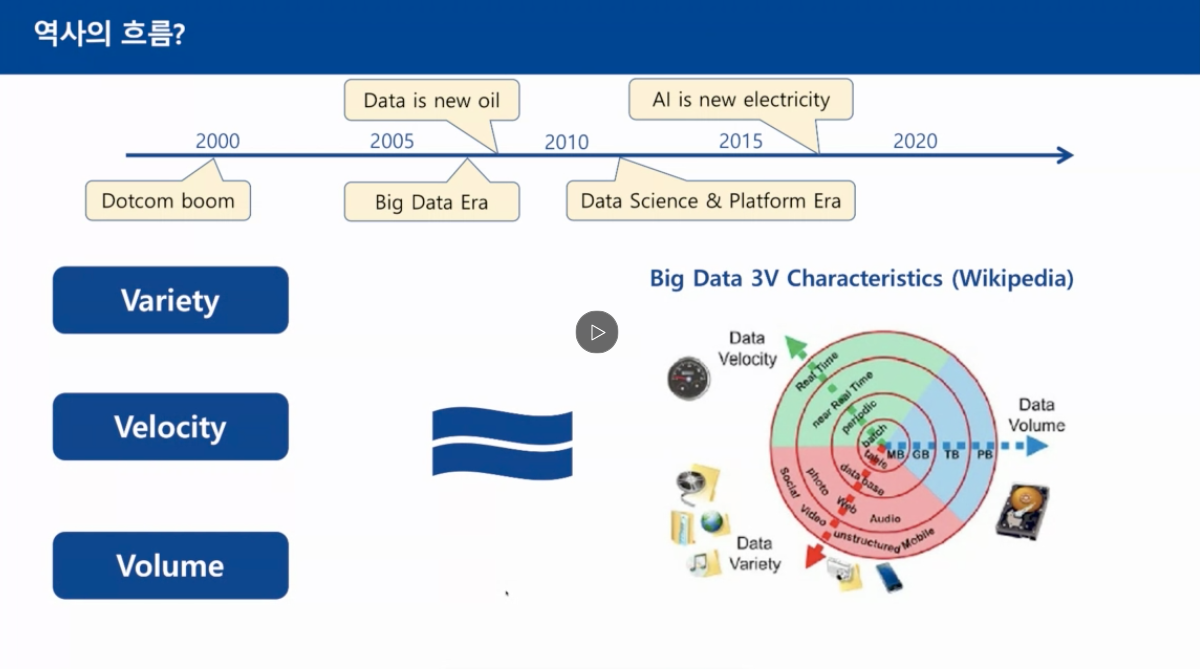 역사의 흐름?
Data is new oil
AI is new electricity
2000
2005
2010
2015
2020
Dotcom boom
Big Data Era
Data Science & Platform Era
Variety
Velocity
Volume
Big Data 3V Characteristics (Wikipedia)
Data
Velocity
Real Time
near Real Time
periodic
batch
Data
Volume
MB
GB
TB
PB
table
data base
photo
Web
Audio
Social
Video
unstructured
Mobile
Data
Variety